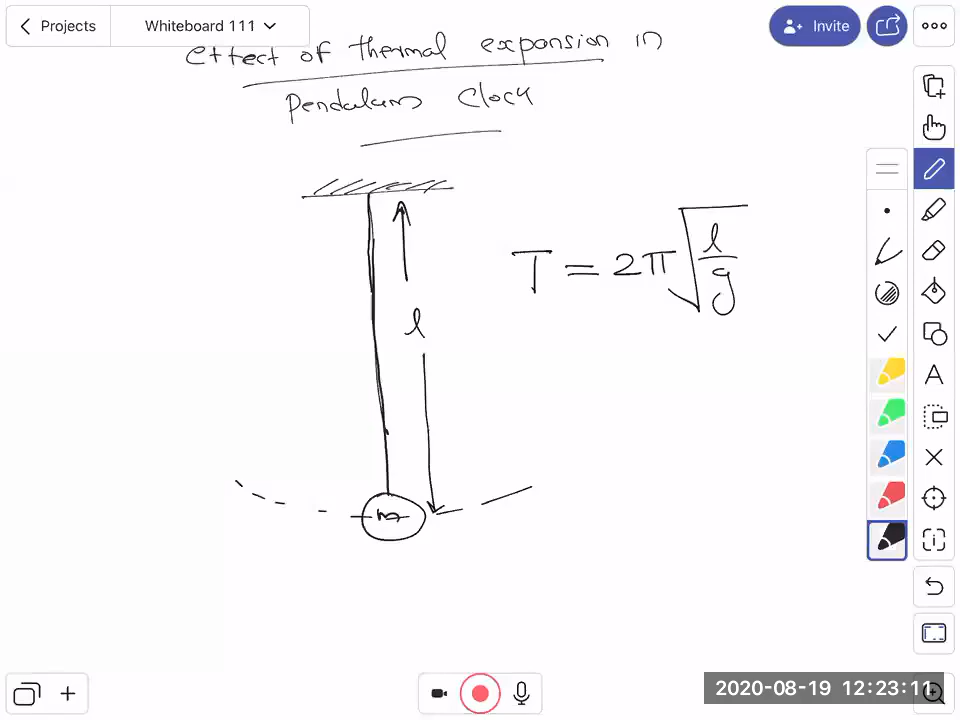 Projects
Whiteboard 111
Invite
effect of thermal expansion in
Pendulum Clock
l
T = 2π√(l/g)
m
A
2020-08-19 12:23:11